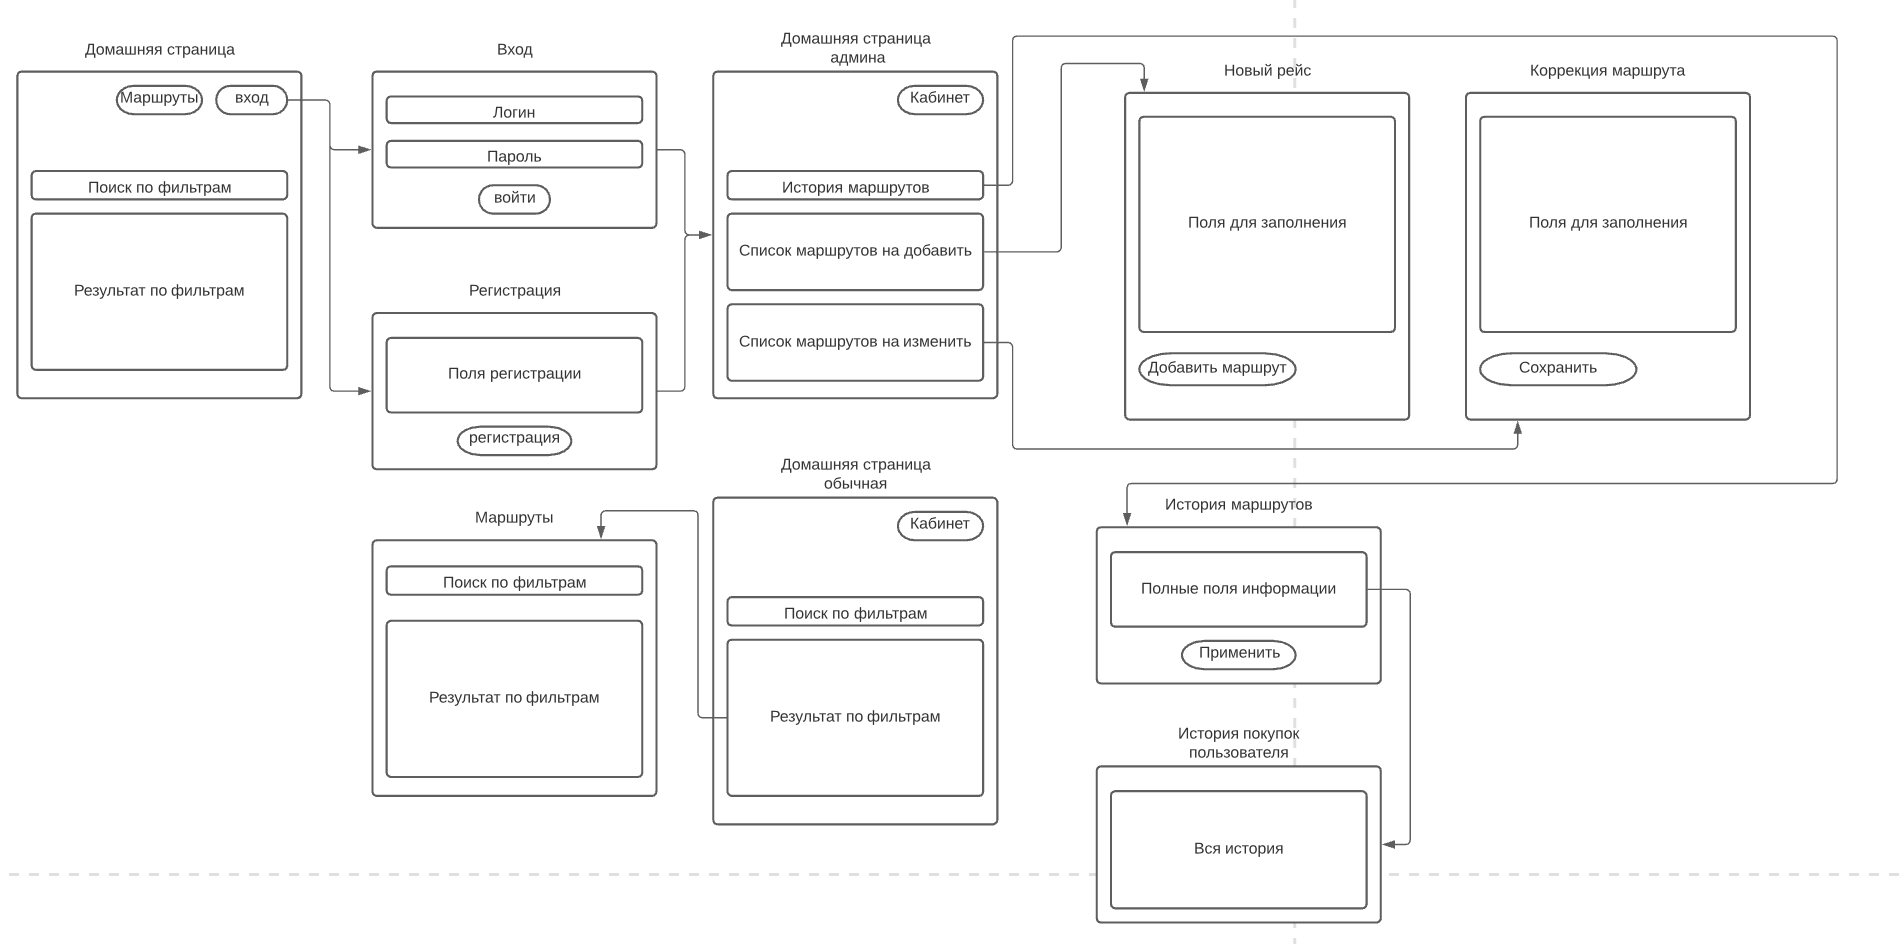 Домашняя страница
Маршруты
вход
Поиск по фильтрам
Результат по фильтрам
Вход
Логин
Пароль
войти
Регистрация
Поля регистрации
регистрация
Домашняя страница
админа
Кабинет
История маршрутов
Список маршрутов на добавить
Список маршрутов на изменить
Новый рейс
Поля для заполнения
Добавить маршрут
Коррекция маршрута
Поля для заполнения
Сохранить
Маршруты
Поиск по фильтрам
Результат по фильтрам
Домашняя страница
обычная
Кабинет
Поиск по фильтрам
Результат по фильтрам
История маршрутов
Полные поля информации
Применить
История покупок
пользователя
Вся история